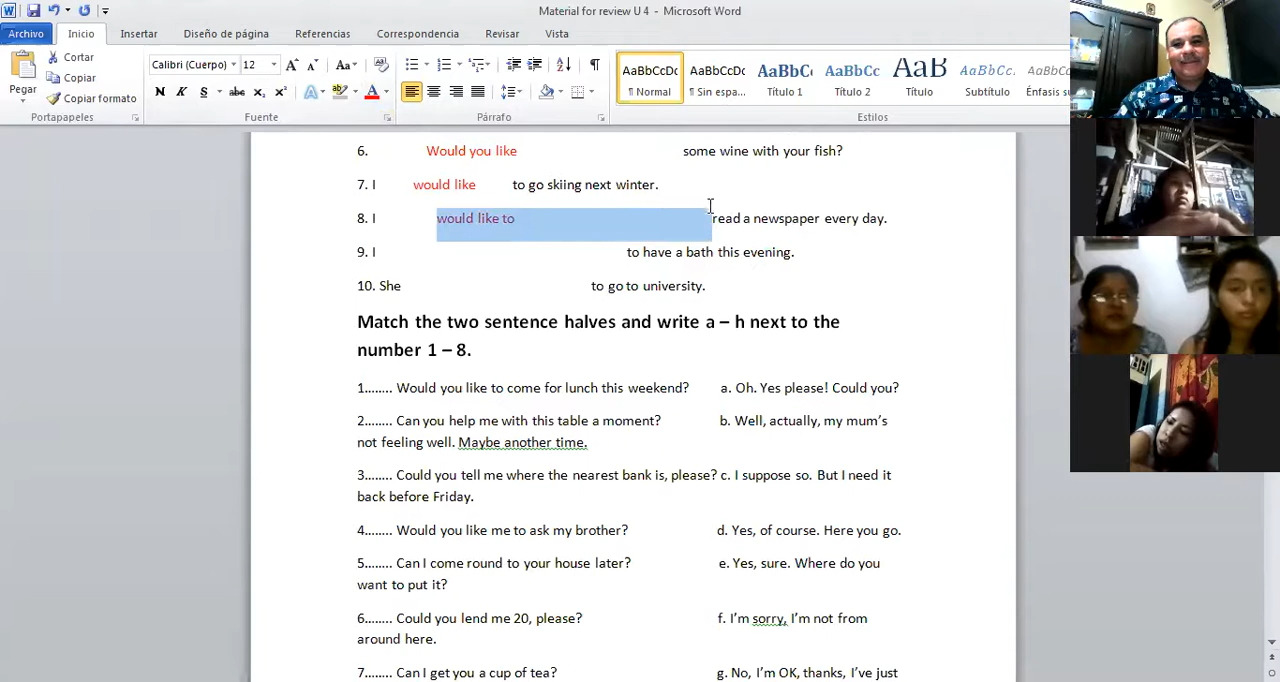 Material for review U 4 - Microsoft Word
Archivo Inicio Insertar Diseño de página Referencias Correspondencia Revisar Vista
Pegar
Cortar
Copiar
Copiar formato
Portapapeles
Calibri (Cuerpo) 12
Fuente
Párrafo
AaBbCcDc AaBbCcDc AaBbC AaBbCc AaB AaBbCcL AaBbCcD
¶ Normal ¶ Sin espa... Título 1 Título 2 Título Subtítulo Énfasis su
Estilos
6. Would you like some wine with your fish?
7. I would like to go skiing next winter.
8. I would like to read a newspaper every day.
9. I to have a bath this evening.
10. She to go to university.
Match the two sentence halves and write a – h next to the
number 1 – 8.
1........ Would you like to come for lunch this weekend? a. Oh. Yes please! Could you?
2........ Can you help me with this table a moment? b. Well, actually, my mum’s
not feeling well. Maybe another time.
3........ Could you tell me where the nearest bank is, please? c. I suppose so. But I need it
back before Friday.
4........ Would you like me to ask my brother? d. Yes, of course. Here you go.
5........ Can I come round to your house later? e. Yes, sure. Where do you
want to put it?
6........ Could you lend me 20, please? f. I’m sorry, I’m not from
around here.
7........ Can I get you a cup of tea? g. No, I’m OK, thanks, I’ve just